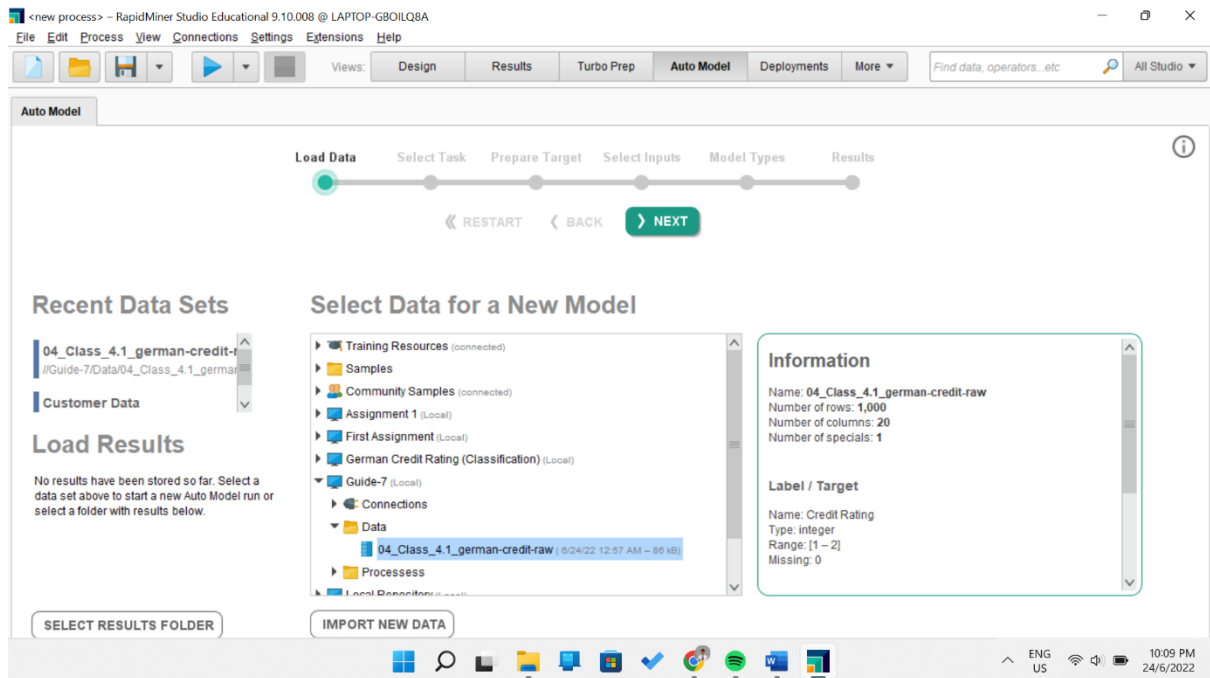 <new process> – RapidMiner Studio Educational 9.10.008 @ LAPTOP-GBOILQ8A
File Edit Process View Connections Settings Extensions Help
Views: Design Results Turbo Prep Auto Model Deployments More Find data, operators...etc All Studio
Auto Model
Load Data Select Task Prepare Target Select Inputs Model Types Results
RESTART BACK NEXT
Recent Data Sets
04_Class_4.1_german-credit-r
//Guide-7/Data/04_Class_4.1_german
Customer Data
Load Results
No results have been stored so far. Select a
data set above to start a new Auto Model run or
select a folder with results below.
SELECT RESULTS FOLDER
Select Data for a New Model
Training Resources (connected)
Samples
Community Samples (connected)
Assignment 1 (Local)
First Assignment (Local)
German Credit Rating (Classification) (Local)
Guide-7 (Local)
Connections
Data
04_Class_4.1_german-credit-raw ( 6/24/22 12:57 AM – 86 kB)
Processess
Local Repository (Local)
IMPORT NEW DATA
Information
Name: 04_Class_4.1_german-credit-raw
Number of rows: 1,000
Number of columns: 20
Number of specials: 1
Label / Target
Name: Credit Rating
Type: integer
Range: [1 – 2]
Missing: 0
ENG
US
10:09 PM
24/6/2022